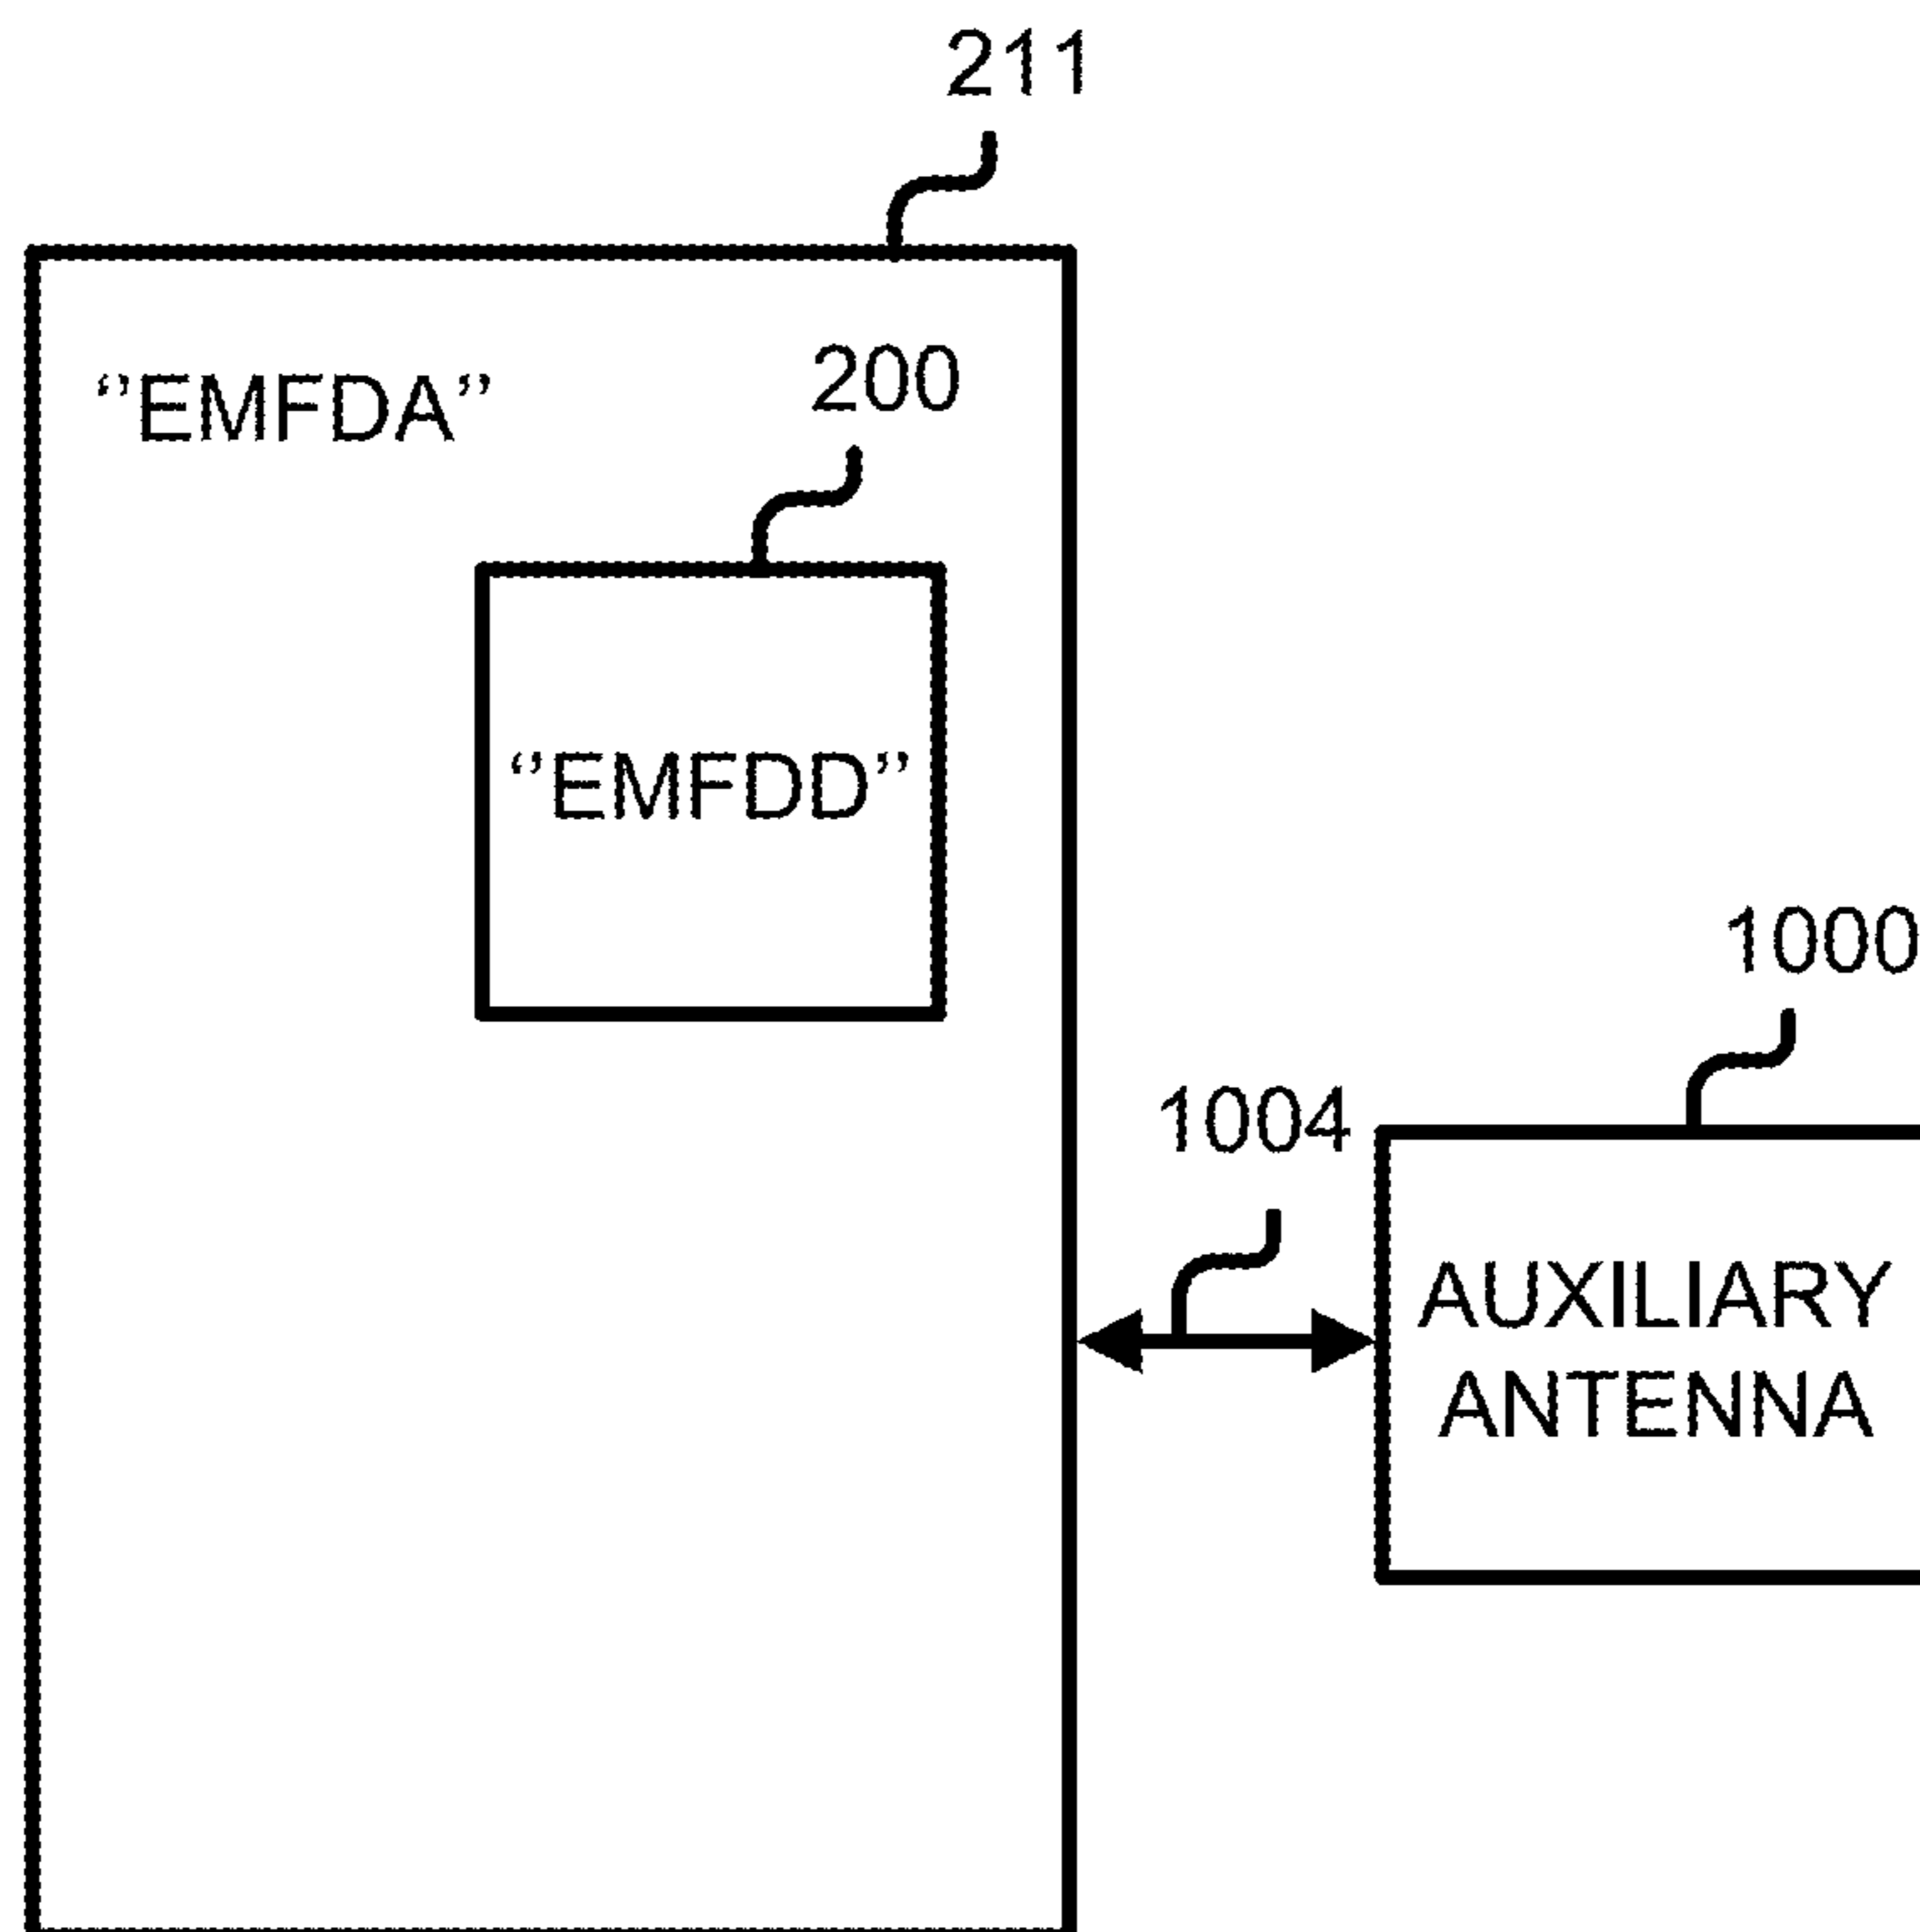 211
‘’EMFDA’’
200
‘’EMFDD’’
1000
1004
AUXILIARY
ANTENNA